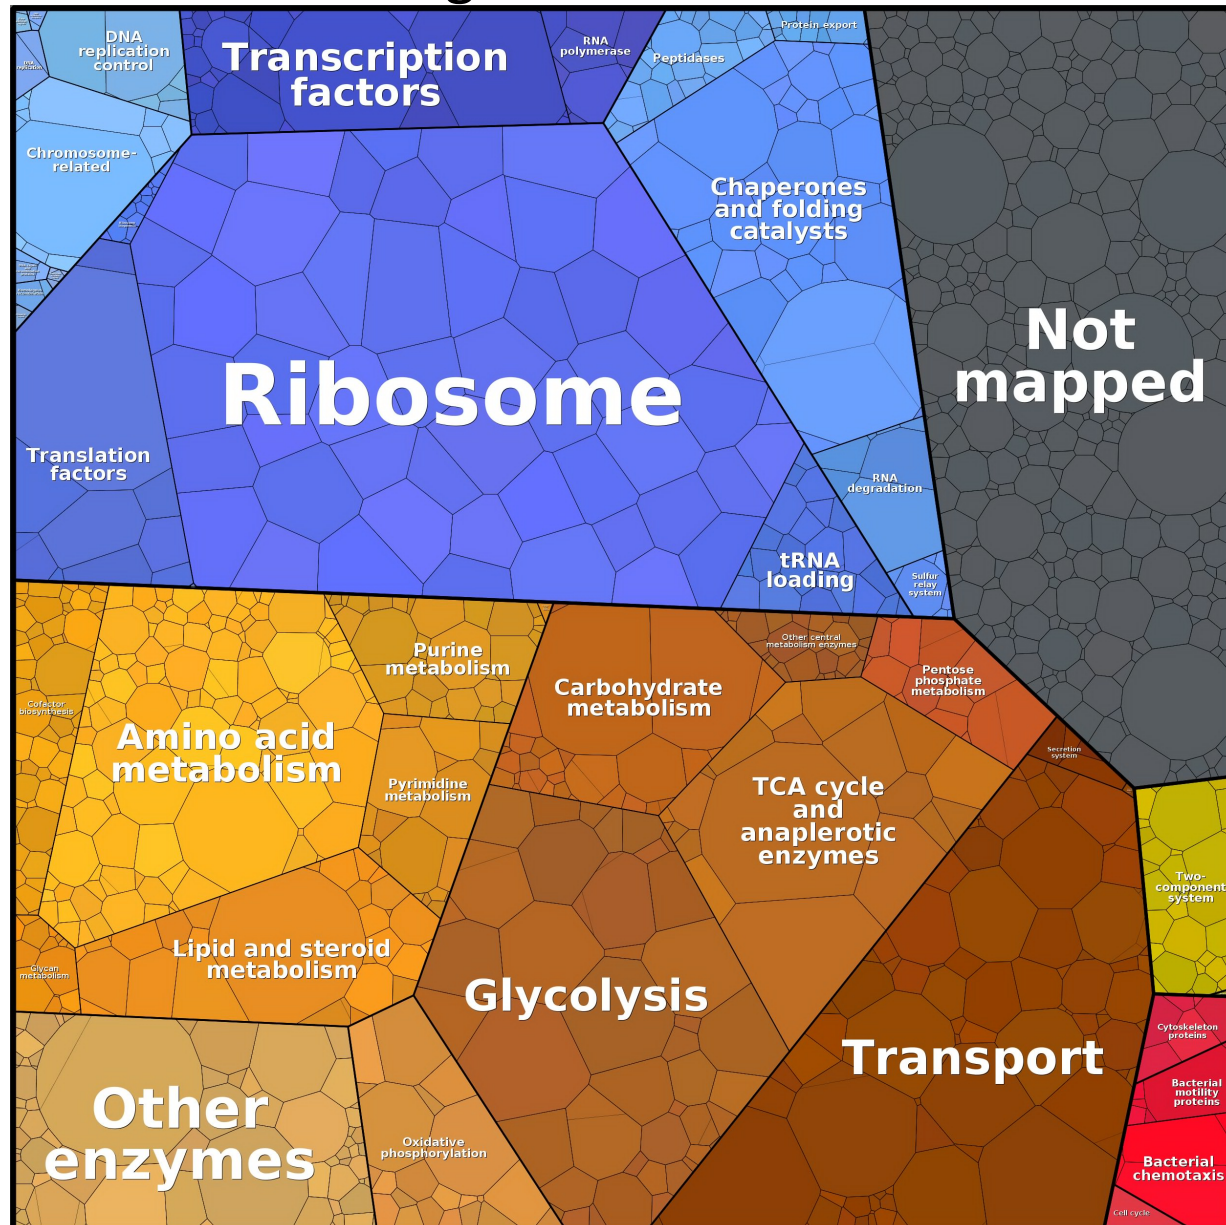 DNA
replication
control
Transcription
factors
RNA
polymerase
Protein export
Peptidases
Chromosome-
related
Chaperones
and folding
catalysts
Not
mapped
Ribosome
Translation
factors
RNA
degradation
tRNA
loading
Sulfur
relay
system
Purine
metabolism
Other central
metabolism enzymes
Pentose
phosphate
metabolism
Carbohydrate
metabolism
Cofactor
biosynthesis
Amino acid
metabolism
Pyrimidine
metabolism
TCA cycle
and
anaplerotic
enzymes
Secretion
system
Two-
component
system
Lipid and steroid
metabolism
Glycan
metabolism
Glycolysis
Transport
Cytoskeleton
proteins
Bacterial
motility
proteins
Other
enzymes
Oxidative
phosphorylation
Bacterial
chemotaxis
Cell cycle